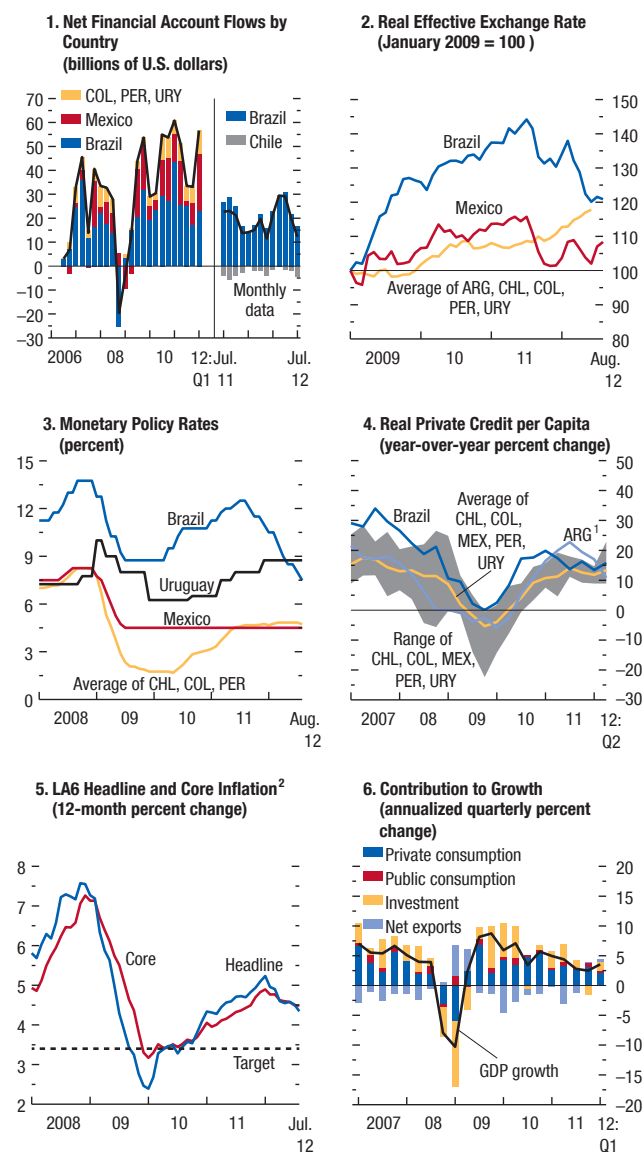 1. Net Financial Account Flows by
Country
(billions of U.S. dollars)
COL, PER, URY
Mexico
Brazil
Brazil
Chile
Monthly
data
70
60
50
40
30
20
10
0
–10
–20
–30
2006
08
10
12:
Q1
Jul.
11
Jul.
12
2. Real Effective Exchange Rate
(January 2009 = 100 )
150
140
130
120
110
100
90
80
Brazil
Mexico
Average of ARG, CHL, COL,
PER, URY
2009
10
11
Aug.
12
3. Monetary Policy Rates
(percent)
15
12
9
6
3
0
Brazil
Uruguay
Mexico
Average of CHL, COL, PER
2008
09
10
11
Aug.
12
4. Real Private Credit per Capita
(year-over-year percent change)
50
40
30
20
10
0
–10
–20
–30
Brazil
Average of
CHL, COL,
MEX, PER,
URY
ARG1
Range of
CHL, COL, MEX,
PER, URY
2007
08
09
10
11
12:
Q2
5. LA6 Headline and Core Inflation2
(12-month percent change)
8
7
6
5
4
3
2
Core
Headline
Target
2008
09
10
11
Jul.
12
6. Contribution to Growth
(annualized quarterly percent
change)
Private consumption
Public consumption
Investment
Net exports
20
15
10
5
0
–5
–10
–15
–20
GDP growth
2007
08
09
10
11
12:
Q1